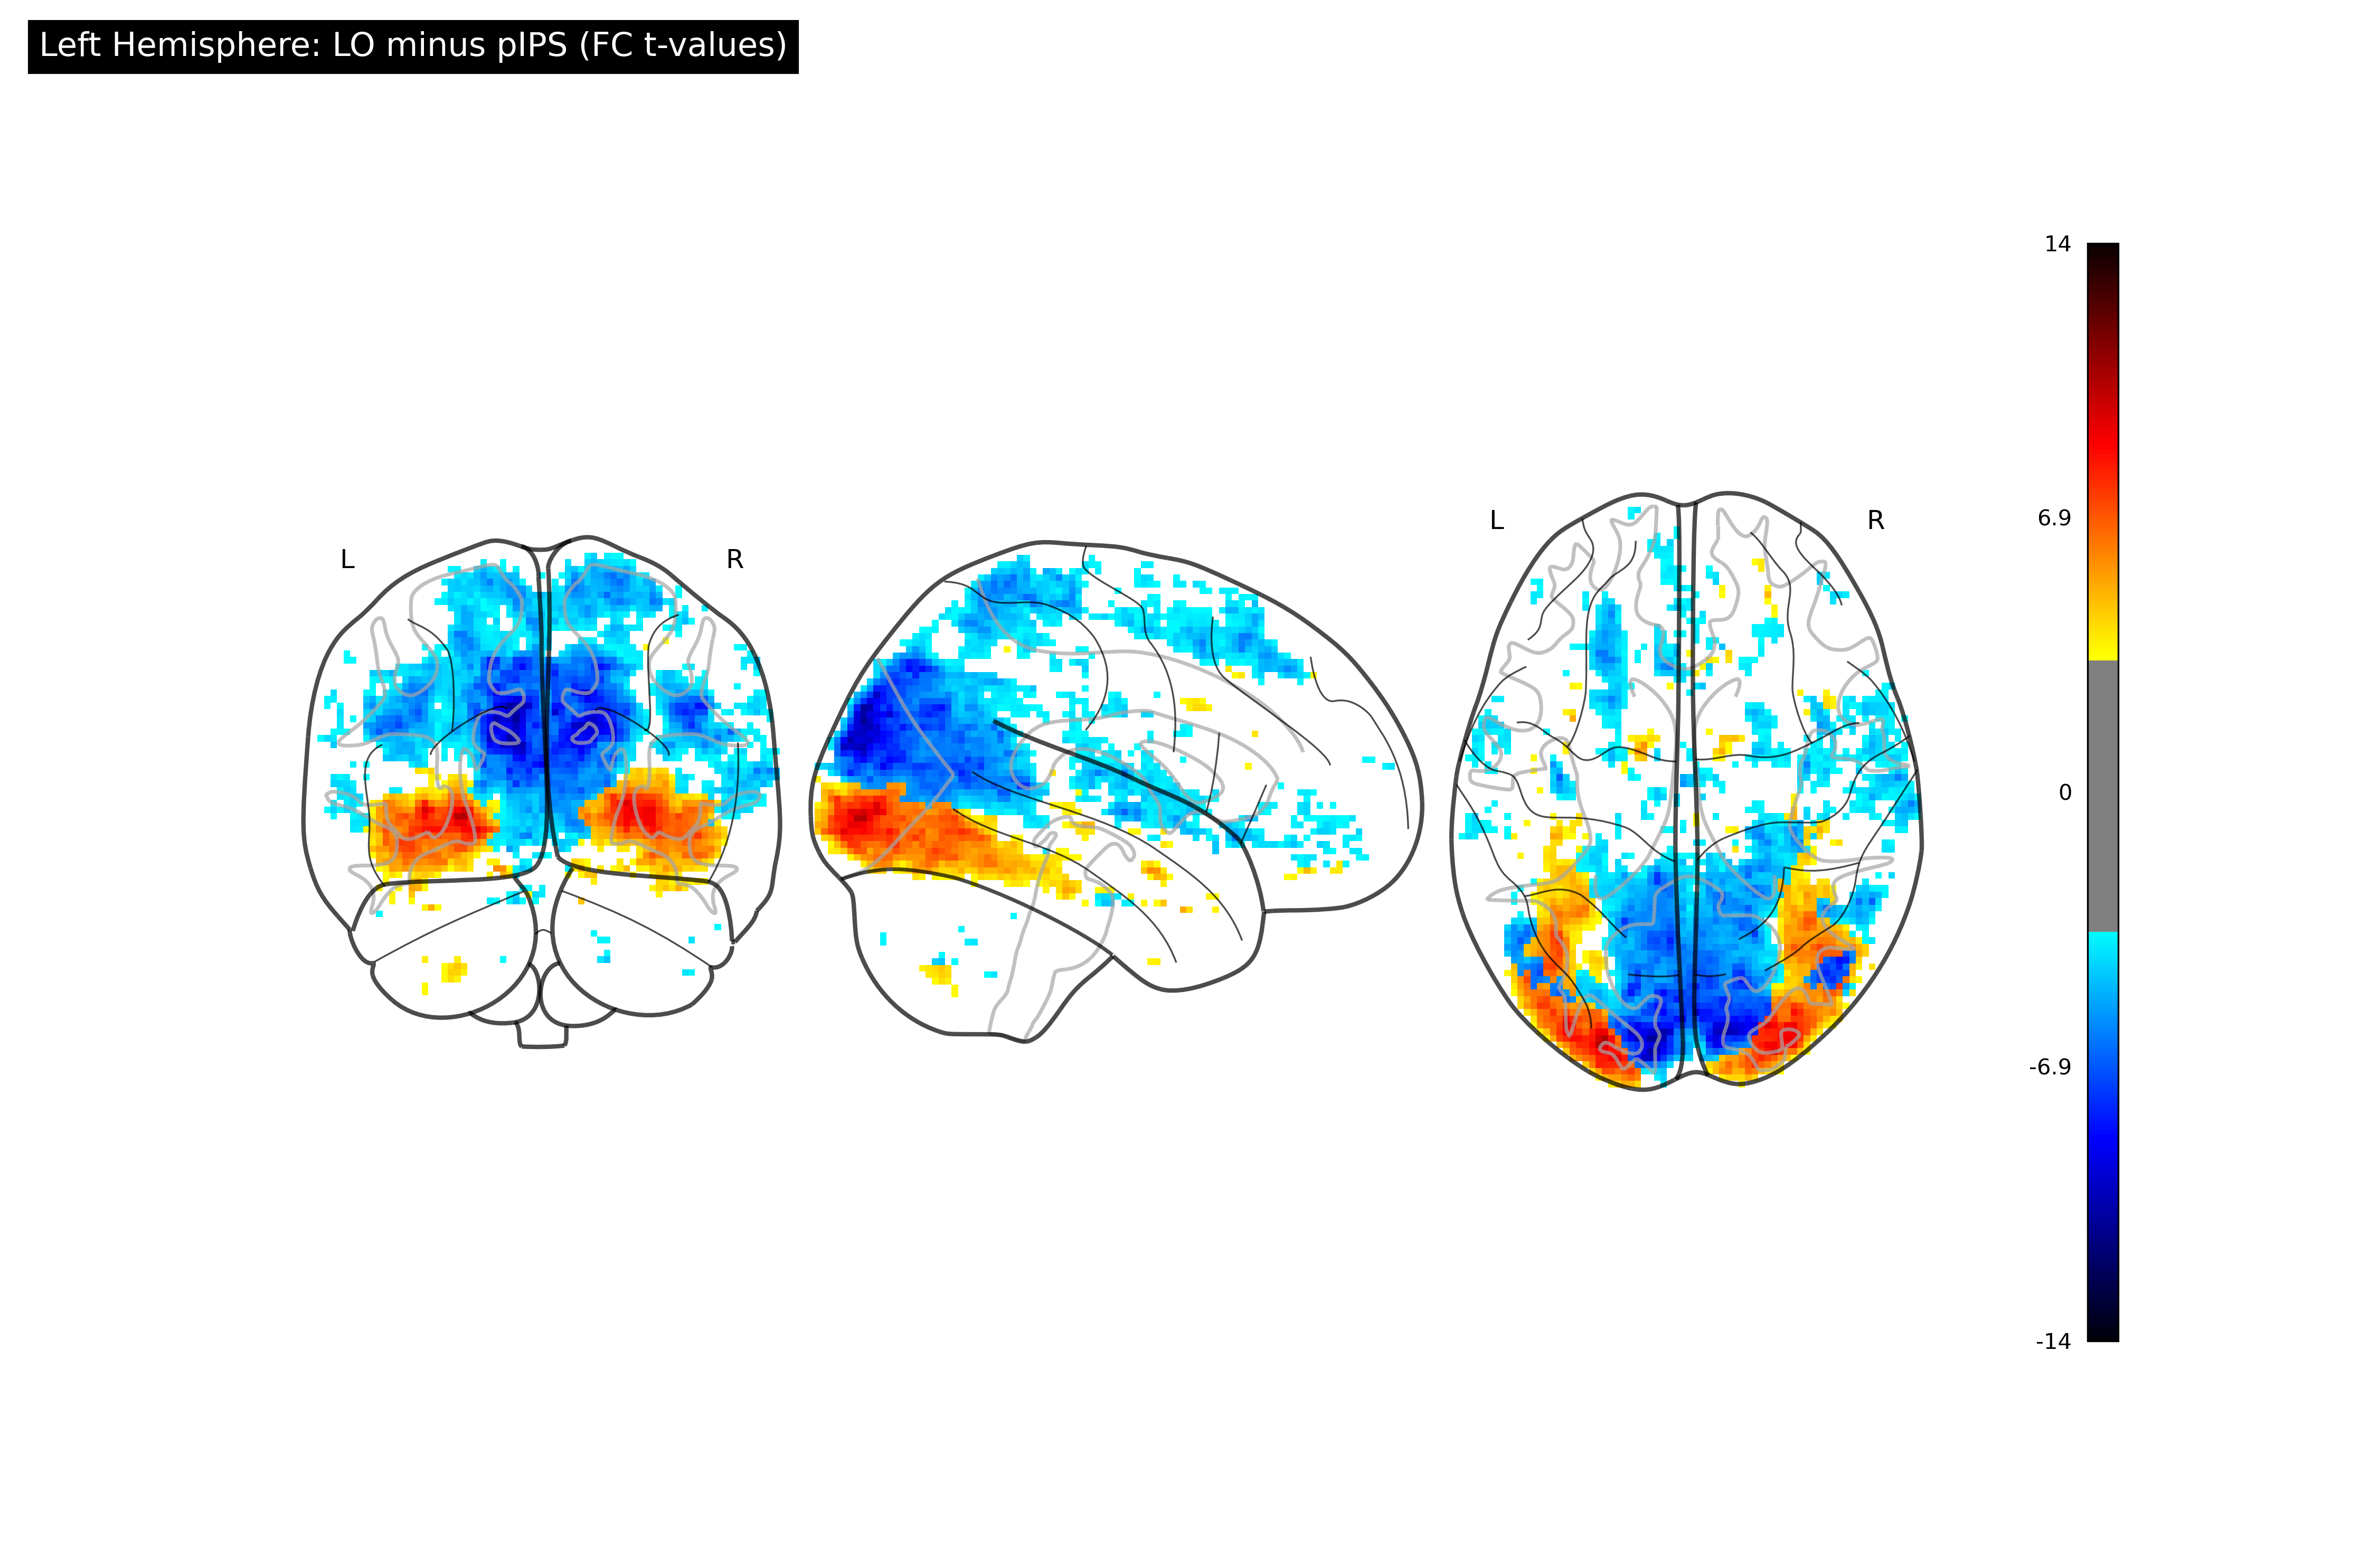 Left Hemisphere: LO minus pIPS (FC t-values)
L
R
L
R
14
6.9
0
-6.9
-14